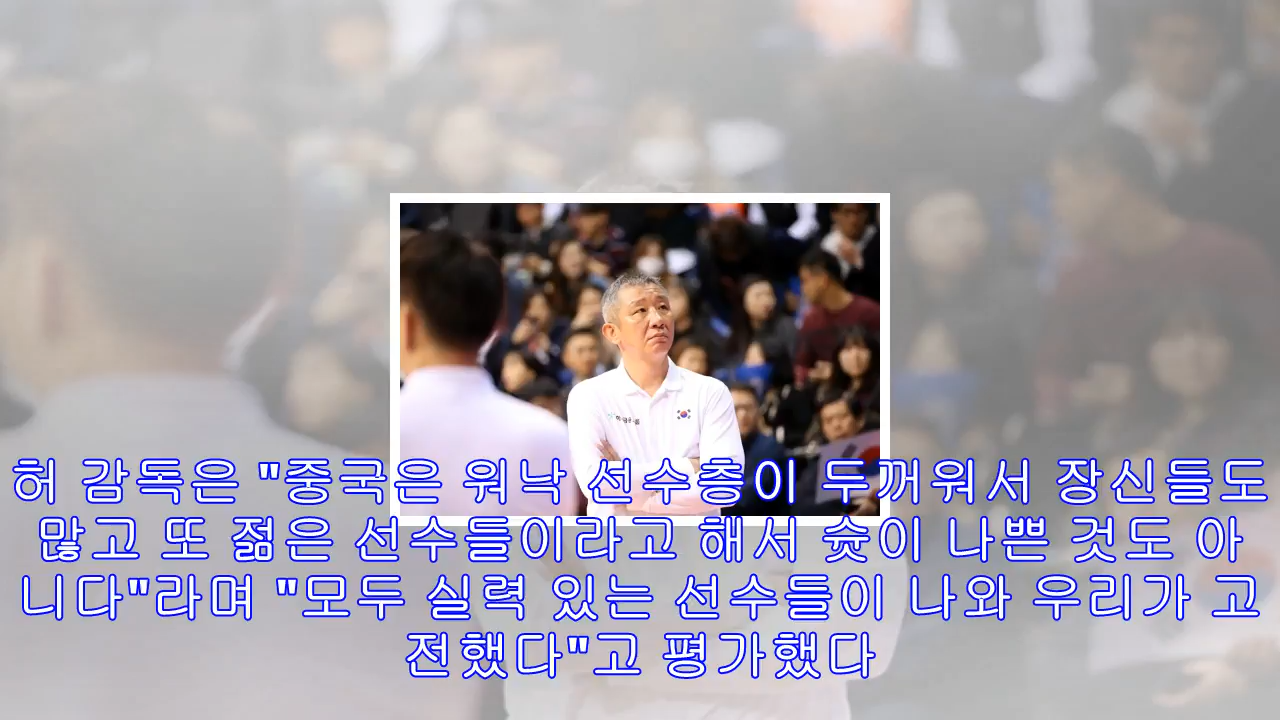 허 감독은 "중국은 워낙 선수층이 두꺼워서 장신들도
많고 또 젊은 선수들이라고 해서 슛이 나쁜 것도 아
니다"라며 "모두 실력 있는 선수들이 나와 우리가 고
전했다"고 평가했다